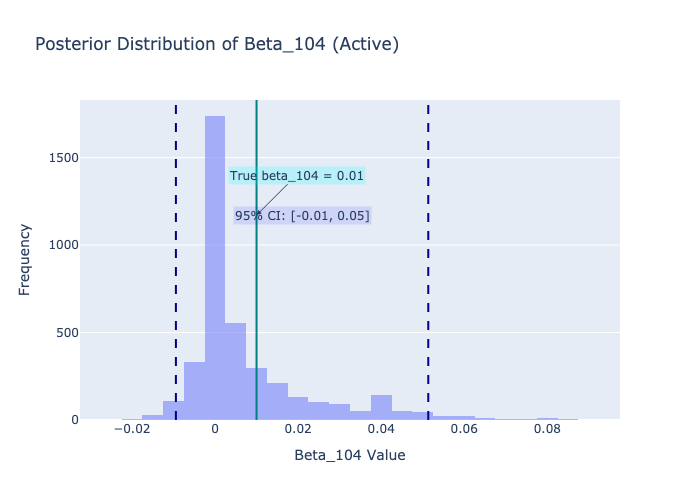 Posterior Distribution of Beta_104 (Active)
1500
1000
500
0
True beta_104 = 0.01
95% CI: [-0.01, 0.05]
Frequency
−0.02
0
0.02
0.04
0.06
0.08
Beta_104 Value